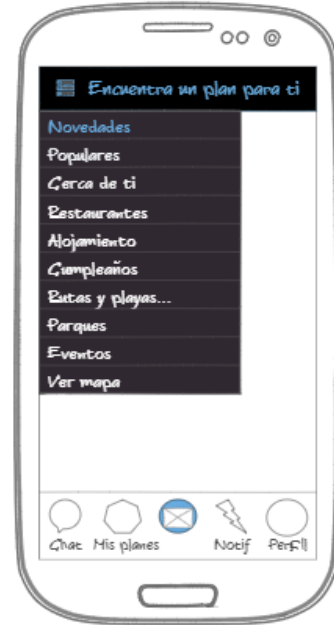 Encuentra un plan para ti
Novedades
Populares
Cerca de ti
Restaurantes
Alojamiento
Cumpleaños
Rutas y playas...
Parques
Eventos
Ver mapa
Chat Mis planes Notif Perfil